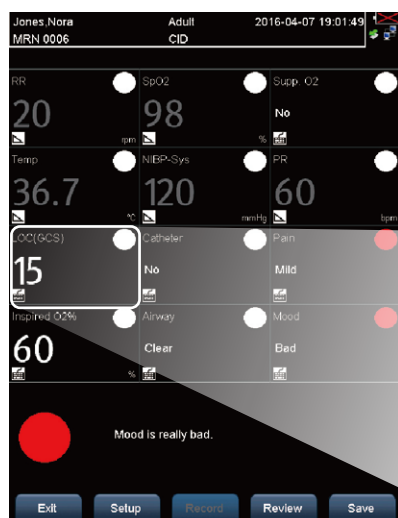 Jones,Nora Adult 2016-04-07 19:01:49
MRN 0006 CID
RR SpO2 Supp. O2
20 98 No
rpm %
Temp NIBP-Sys PR
36.7 120 60
°C mmHg bpm
LOC(GCS) Catheter Pain
15 No Mild
Inspired O2% Airway Mood
60 Clear Bad
%
Mood is really bad.
Exit Setup Record Review Save